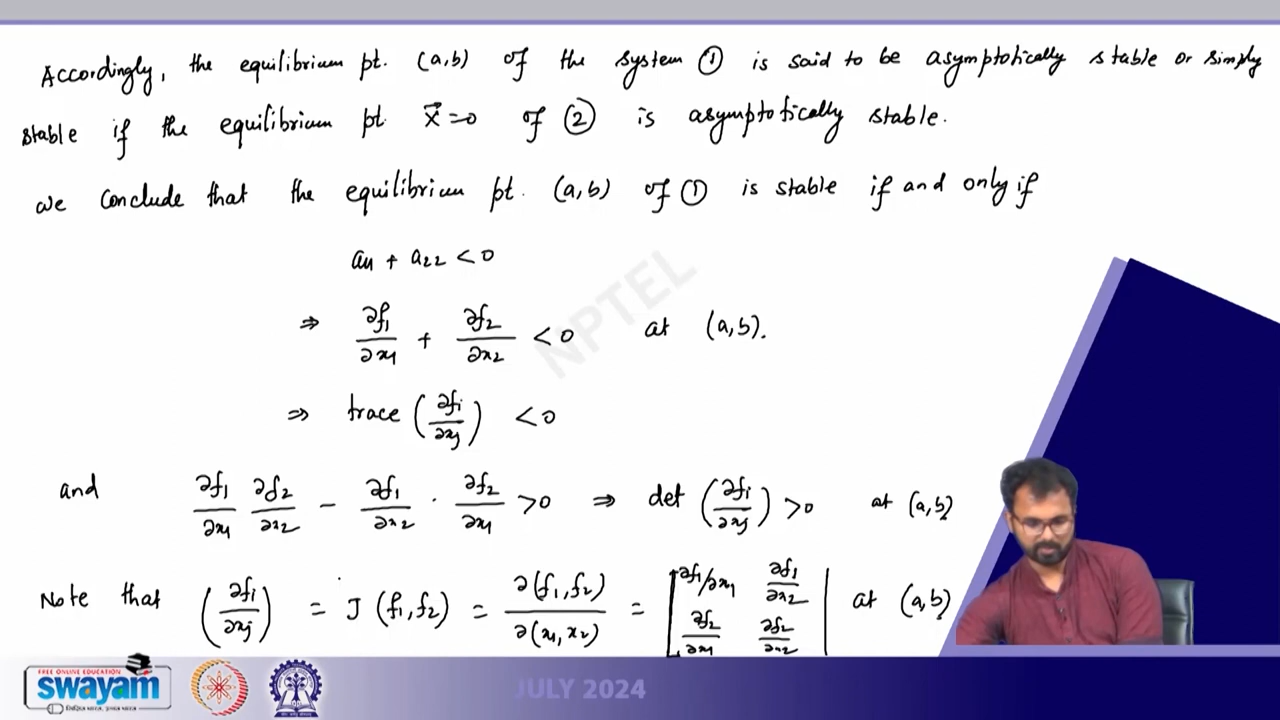 Accordingly, the equilibrium pt. (a,b) of the system ① is said to be asymptotically stable or simply
stable if the equilibrium pt. x⃗=0 of ② is asymptotically stable.
we conclude that the equilibrium pt. (a,b) of ① is stable if and only if
a₁₁ + a₂₂ < 0
⇒ ∂f₁/∂x₁ + ∂f₂/∂x₂ < 0 at (a,b).
⇒ trace (∂fi/∂xj) < 0
and ∂f₁/∂x₁ ∂f₂/∂x₂ - ∂f₁/∂x₂ · ∂f₂/∂x₁ > 0 ⇒ det (∂fi/∂xj) > 0 at (a,b)
Note that (∂fi/∂xj) = J (f₁,f₂) = ∂(f₁,f₂)/∂(x₁,x₂) = [∂f₁/∂x₁ ∂f₁/∂x₂ ∂f₂/∂x₁ ∂f₂/∂x₂] at (a,b)
NPTEL
FREE ONLINE EDUCATION
swayam
JULY 2024